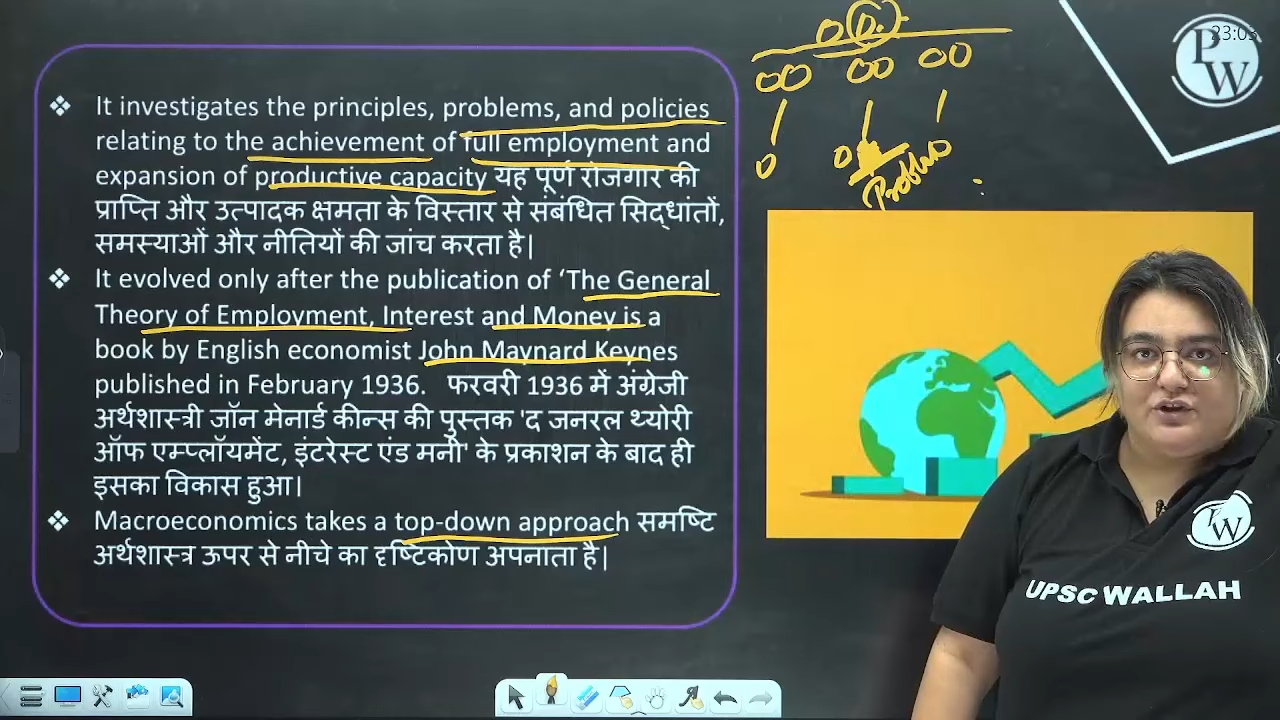 23:03
PW
❖ It investigates the principles, problems, and policies
relating to the achievement of full employment and
expansion of productive capacity यह पूर्ण रोजगार की
प्राप्ति और उत्पादक क्षमता के विस्तार से संबंधित सिद्धांतों,
समस्याओं और नीतियों की जांच करता है|
❖ It evolved only after the publication of ‘The General
Theory of Employment, Interest and Money is a
book by English economist John Maynard Keynes
published in February 1936. फरवरी 1936 में अंग्रेजी
अर्थशास्त्री जॉन मेनार्ड कीन्स की पुस्तक 'द जनरल थ्योरी
ऑफ एम्प्लॉयमेंट, इंटरेस्ट एंड मनी' के प्रकाशन के बाद ही
इसका विकास हुआ।
❖ Macroeconomics takes a top-down approach समष्टि
अर्थशास्त्र ऊपर से नीचे का दृष्टिकोण अपनाता है|
PW
UPSC WALLAH